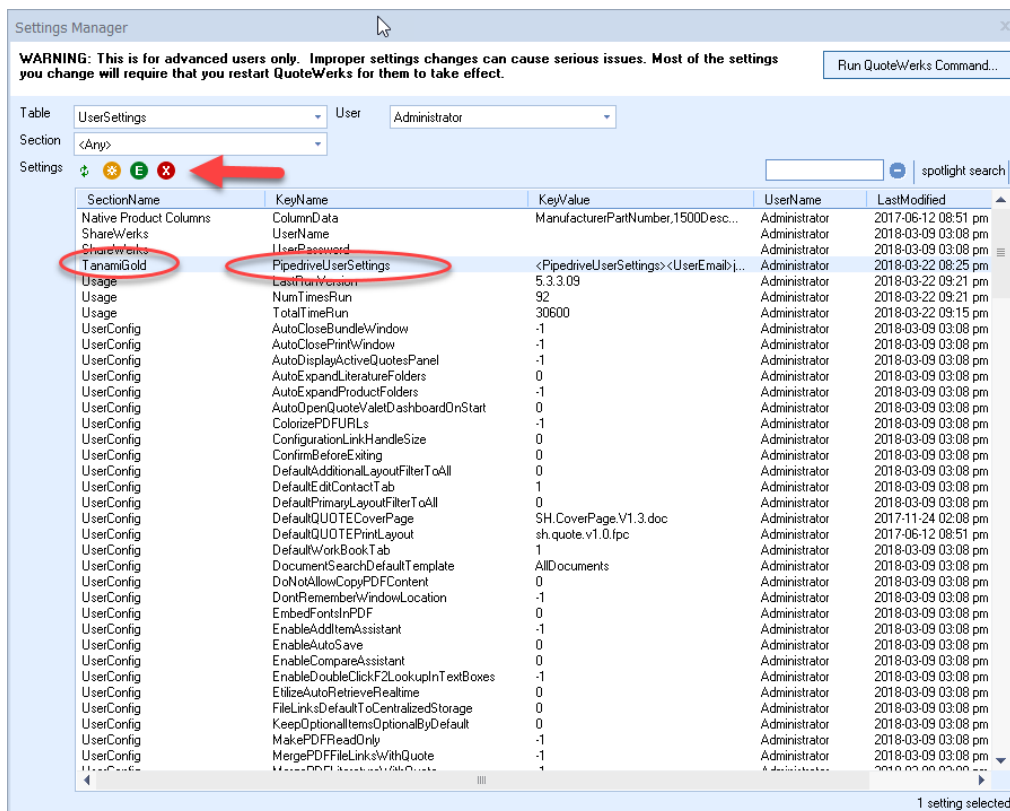 Settings Manager
WARNING: This is for advanced users only. Improper settings changes can cause serious issues. Most of the settings
you change will require that you restart QuoteWerks for them to take effect.
Run QuoteWerks Command...
Table UserSettings User Administrator
Section <Any>
Settings E X spotlight search
SectionName KeyName KeyValue UserName LastModified
Native Product Columns ColumnData ManufacturerPartNumber,1500Desc... Administrator 2017-06-12 08:51 pm
ShareWerks UserName Administrator 2018-03-09 03:08 pm
ShareWerks UserPassword Administrator 2018-03-09 03:08 pm
TanamiGold PipedriveUserSettings <PipedriveUserSettings><UserEmail>j... Administrator 2018-03-22 08:25 pm
Usage LastRunVersion 5.3.3.09 Administrator 2018-03-22 09:21 pm
Usage NumTimesRun 92 Administrator 2018-03-22 09:21 pm
Usage TotalTimeRun 30600 Administrator 2018-03-22 09:15 pm
UserConfig AutoCloseBundleWindow -1 Administrator 2018-03-09 03:08 pm
UserConfig AutoClosePrintWindow -1 Administrator 2018-03-09 03:08 pm
UserConfig AutoDisplayActiveQuotesPanel -1 Administrator 2018-03-09 03:08 pm
UserConfig AutoExpandLiteratureFolders 0 Administrator 2018-03-09 03:08 pm
UserConfig AutoExpandProductFolders -1 Administrator 2018-03-09 03:08 pm
UserConfig AutoOpenQuoteValetDashboardOnStart 0 Administrator 2018-03-09 03:08 pm
UserConfig ColorizePDFURLs -1 Administrator 2018-03-09 03:08 pm
UserConfig ConfigurationLinkHandleSize 0 Administrator 2018-03-09 03:08 pm
UserConfig ConfirmBeforeExiting 0 Administrator 2018-03-09 03:08 pm
UserConfig DefaultAdditionalLayoutFilterToAll 0 Administrator 2018-03-09 03:08 pm
UserConfig DefaultEditContactTab 1 Administrator 2018-03-09 03:08 pm
UserConfig DefaultPrimaryLayoutFilterToAll 0 Administrator 2018-03-09 03:08 pm
UserConfig DefaultQUOTECoverPage SH.CoverPage.V1.3.doc Administrator 2017-11-24 02:08 pm
UserConfig DefaultQUOTEPrintLayout sh.quote.v1.0.fpc Administrator 2017-06-12 08:51 pm
UserConfig DefaultWorkBookTab 1 Administrator 2018-03-09 03:08 pm
UserConfig DocumentSearchDefaultTemplate AllDocuments Administrator 2018-03-09 03:08 pm
UserConfig DoNotAllowCopyPDFContent 0 Administrator 2018-03-09 03:08 pm
UserConfig DontRememberWindowLocation -1 Administrator 2018-03-09 03:08 pm
UserConfig EmbedFontsInPDF 0 Administrator 2018-03-09 03:08 pm
UserConfig EnableAddItemAssistant -1 Administrator 2018-03-09 03:08 pm
UserConfig EnableAutoSave 0 Administrator 2018-03-09 03:08 pm
UserConfig EnableCompareAssistant 0 Administrator 2018-03-09 03:08 pm
UserConfig EnableDoubleClickF2LookupInTextBoxes -1 Administrator 2018-03-09 03:08 pm
UserConfig EtilizeAutoRetrieveRealtime 0 Administrator 2018-03-09 03:08 pm
UserConfig FileLinksDefaultToCentralizedStorage 0 Administrator 2018-03-09 03:08 pm
UserConfig KeepOptionalItemsOptionalByDefault 0 Administrator 2018-03-09 03:08 pm
UserConfig MakePDFReadOnly -1 Administrator 2018-03-09 03:08 pm
UserConfig MergePDFFileLinksWithQuote -1 Administrator 2018-03-09 03:08 pm
1 setting selected